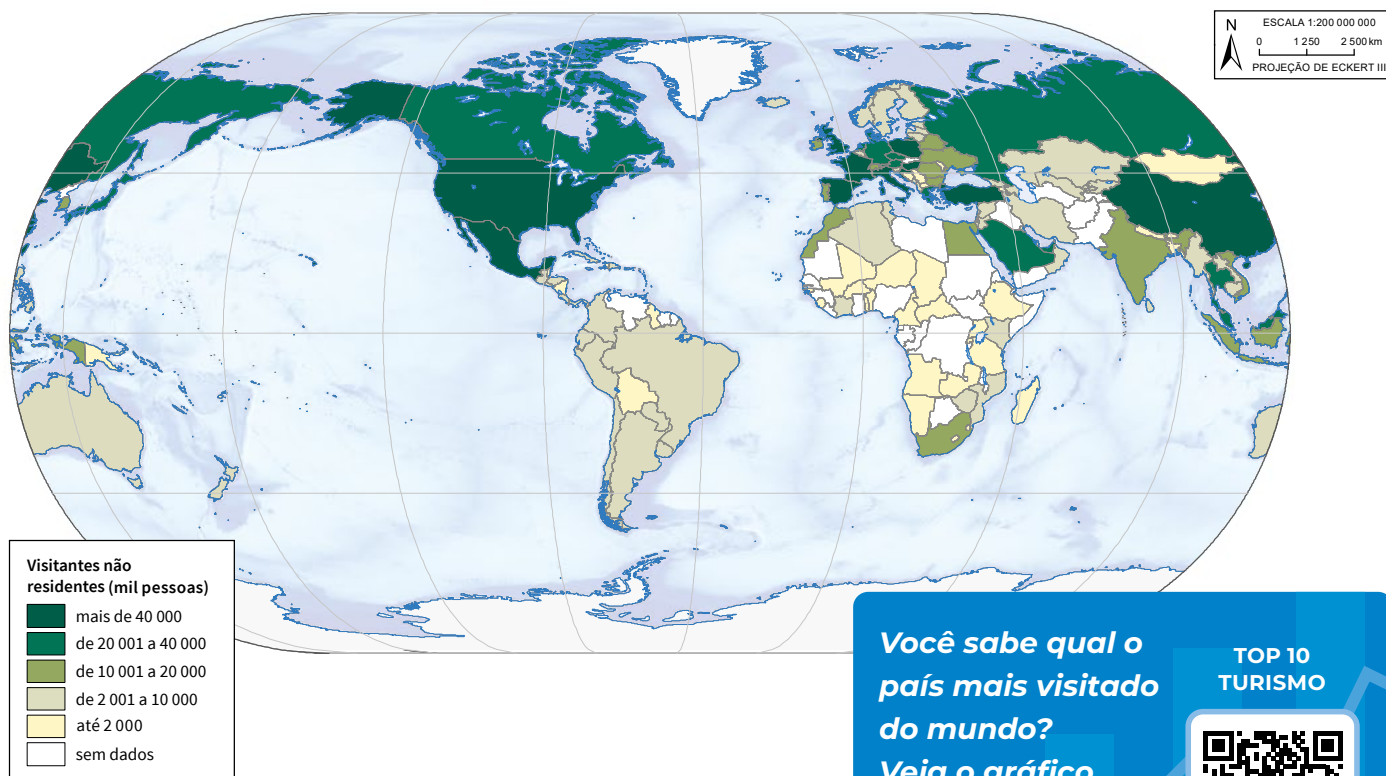 N
ESCALA 1:200 000 000
0 1 250 2 500 km
PROJEÇÃO DE ECKERT III
Visitantes não
residentes (mil pessoas)
mais de 40 000
de 20 001 a 40 000
de 10 001 a 20 000
de 2 001 a 10 000
até 2 000
sem dados
Você sabe qual o
país mais visitado
do mundo?
Veja o gráfico
TOP 10
TURISMO